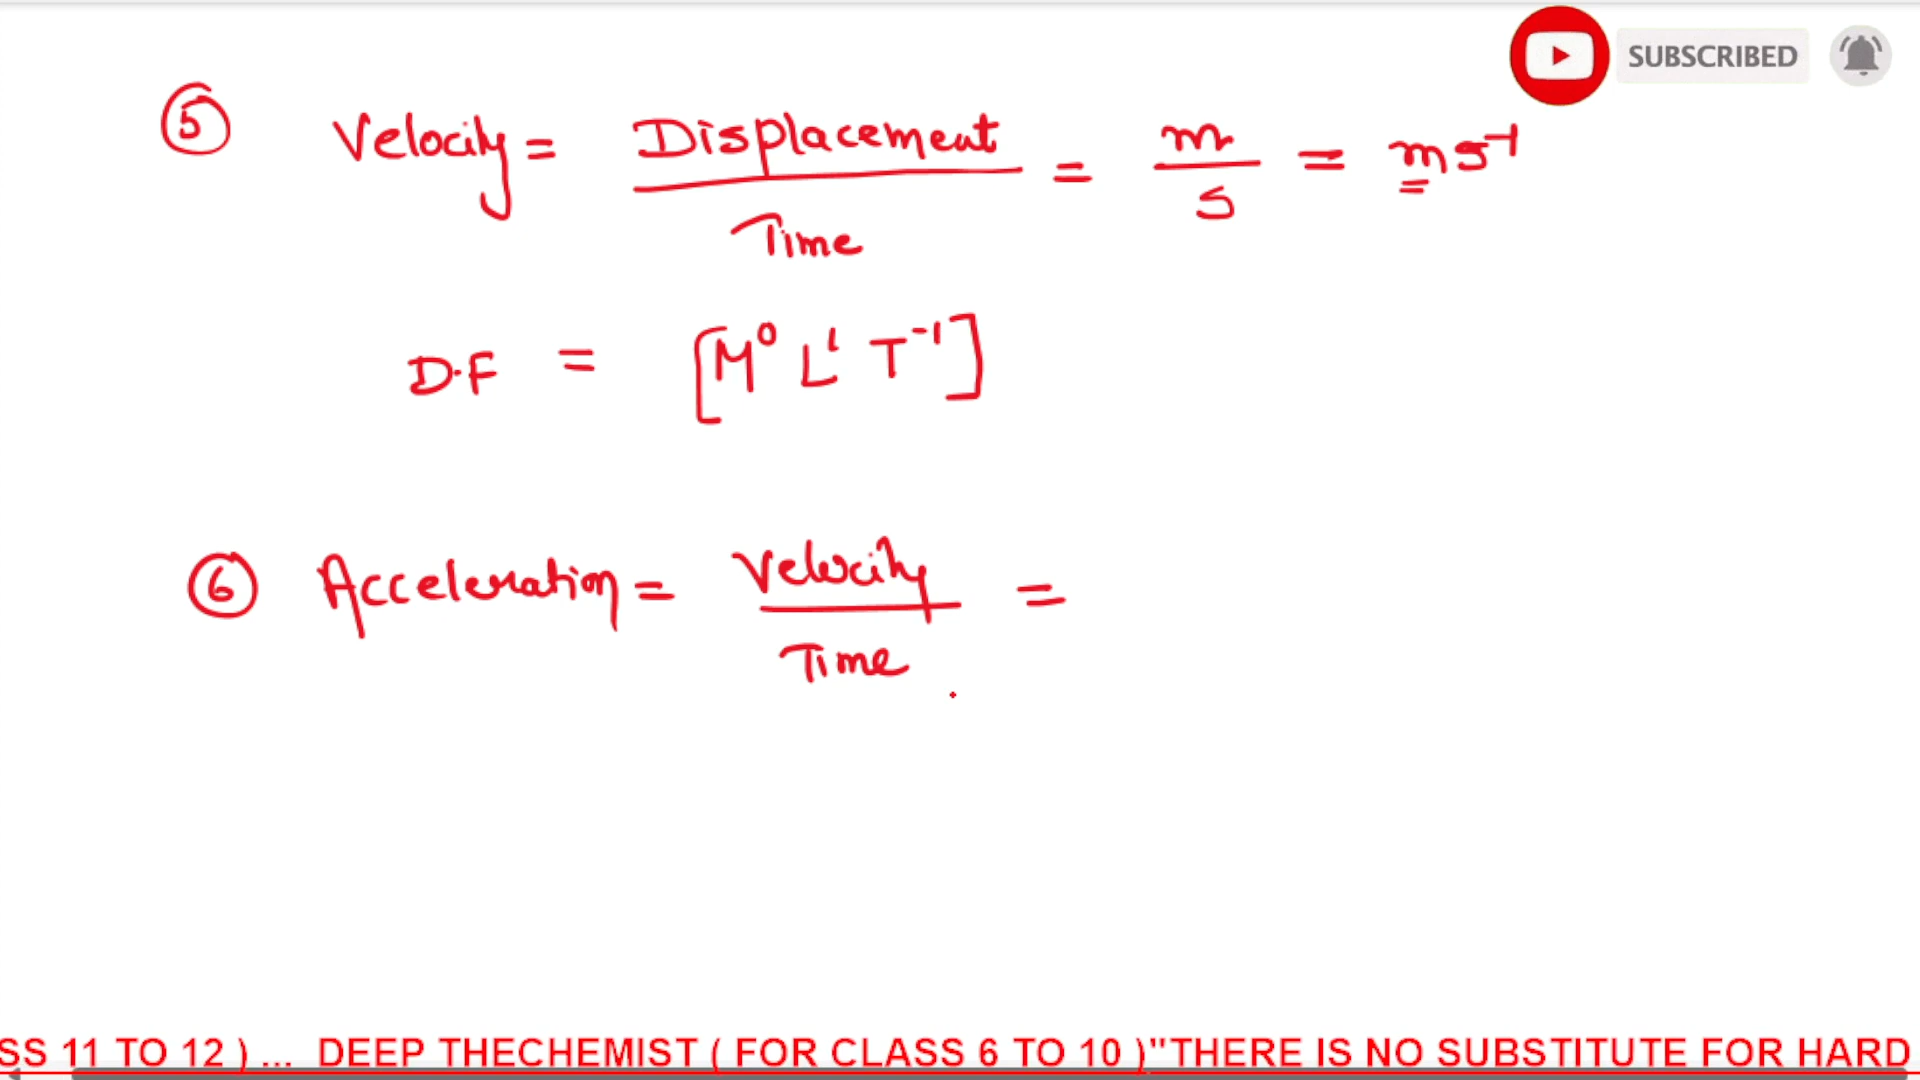 SUBSCRIBED
⑤ Velocity = Displacement / Time = m / s = m s⁻¹
D.F = [M⁰ L¹ T⁻¹]
⑥ Acceleration = Velocity / Time =
SS 11 TO 12 ) ... DEEP THECHEMIST ( FOR CLASS 6 TO 10 )"THERE IS NO SUBSTITUTE FOR HARD